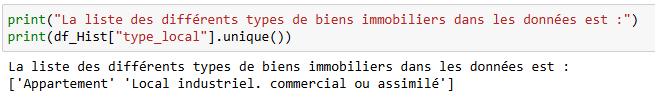 print("La liste des différents types de biens immobiliers dans les données est :")
print(df_Hist["type_local"].unique())
La liste des différents types de biens immobiliers dans les données est :
['Appartement' 'Local industriel. commercial ou assimilé']